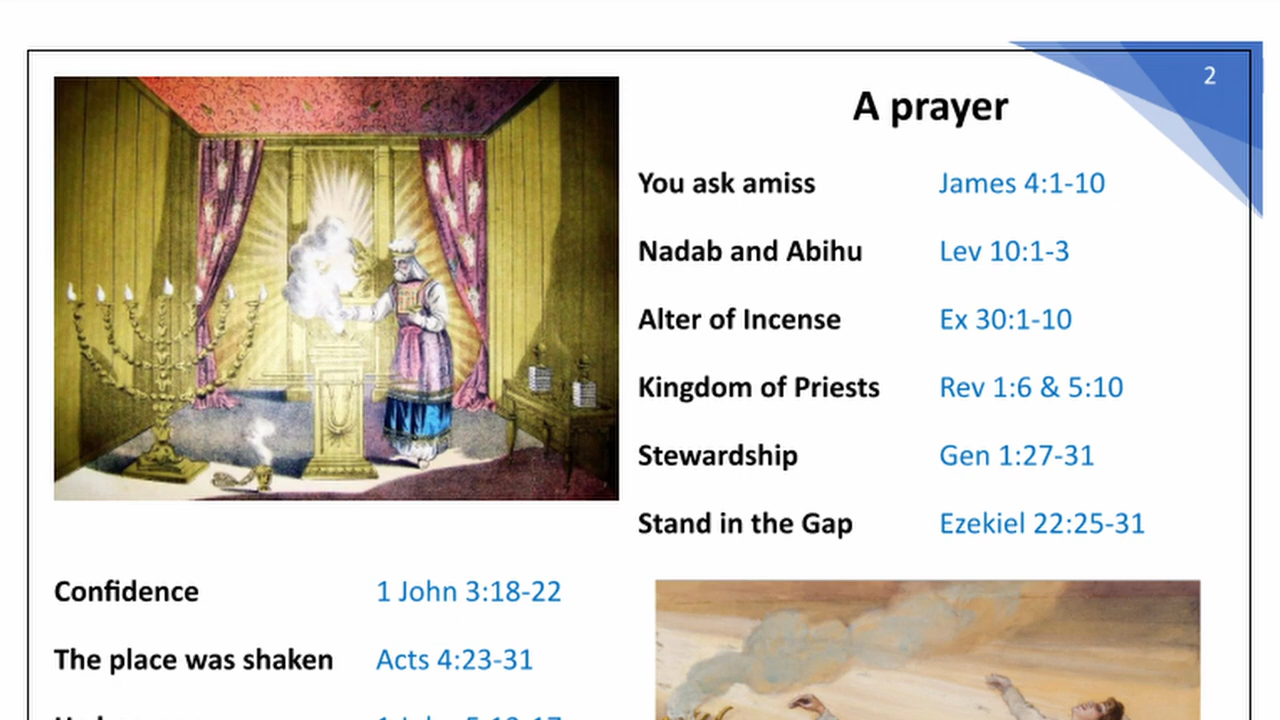 2
A prayer
You ask amiss James 4:1-10
Nadab and Abihu Lev 10:1-3
Alter of Incense Ex 30:1-10
Kingdom of Priests Rev 1:6 & 5:10
Stewardship Gen 1:27-31
Stand in the Gap Ezekiel 22:25-31
Confidence 1 John 3:18-22
The place was shaken Acts 4:23-31